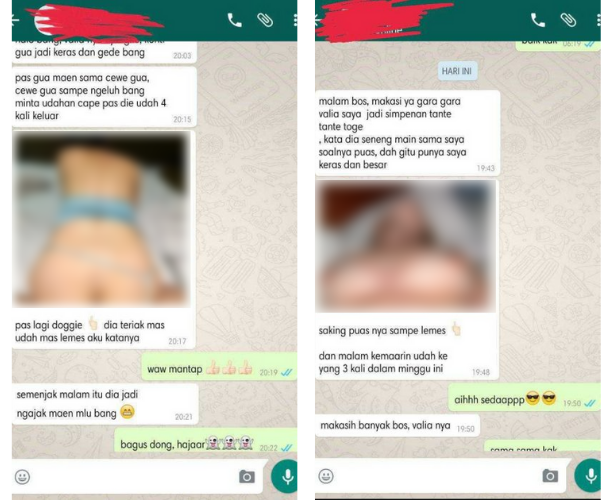 gua jadi keras dan gede bang
20:03
pas gua maen sama cewe gua,
cewe gua sampe ngeluh bang
minta udahan cape pas die udah 4
kali keluar
20:15
pas lagi doggie 👆🏻 dia teriak mas
udah mas lemes aku katanya
20:17
waw mantap 👍🏻👍🏻👍🏻 20:19
semenjak malam itu dia jadi
ngajak maen mlu bang 😁
20:21
bagus dong, hajaar 20:22
06:19
HARI INI
malam bos, makasi ya gara gara
valia saya jadi simpenan tante
tante toge
, kata dia seneng main sama saya
soalnya puas, dah gitu punya saya
keras dan besar
19:43
saking puas nya sampe lemes 👆🏻
dan malam kemaarin udah ke
yang 3 kali dalam minggu ini
19:48
aihhh sedaappp😎😎 19:50
makasih banyak bos, valia nya 19:50
sama sama kak